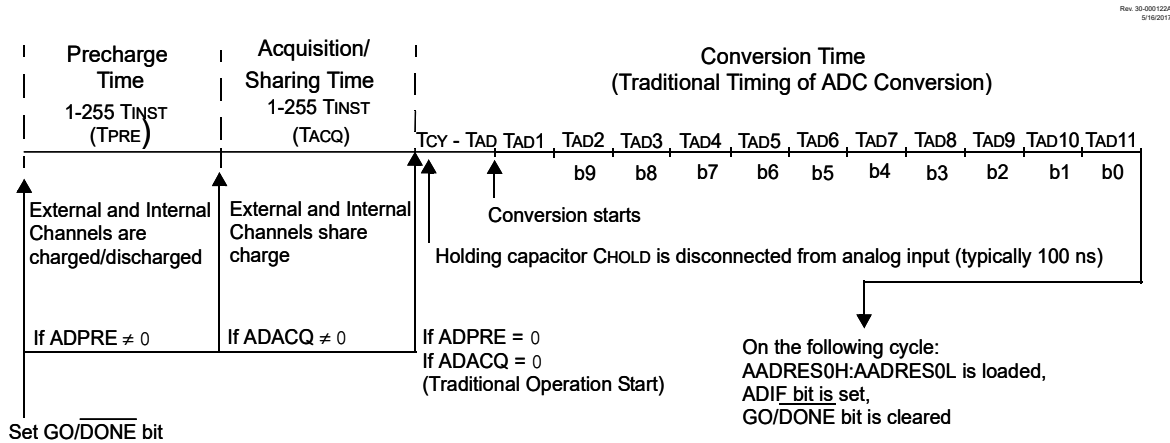 Rev. 30-000122A
5/16/2017
Precharge
Time
1-255 TINST
(TPRE)
Acquisition/
Sharing Time
1-255 TINST
(TACQ)
Conversion Time
(Traditional Timing of ADC Conversion)
TCY - TAD TAD1 TAD2 TAD3 TAD4 TAD5 TAD6 TAD7 TAD8 TAD9 TAD10 TAD11
b9 b8 b7 b6 b5 b4 b3 b2 b1 b0
External and Internal
Channels are
charged/discharged
External and Internal
Channels share
charge
Conversion starts
Holding capacitor CHOLD is disconnected from analog input (typically 100 ns)
If ADPRE ≠ 0
If ADACQ ≠ 0
If ADPRE = 0
If ADACQ = 0
(Traditional Operation Start)
On the following cycle:
AADRES0H:AADRES0L is loaded,
ADIF bit is set,
GO/DONE bit is cleared
Set GO/DONE bit